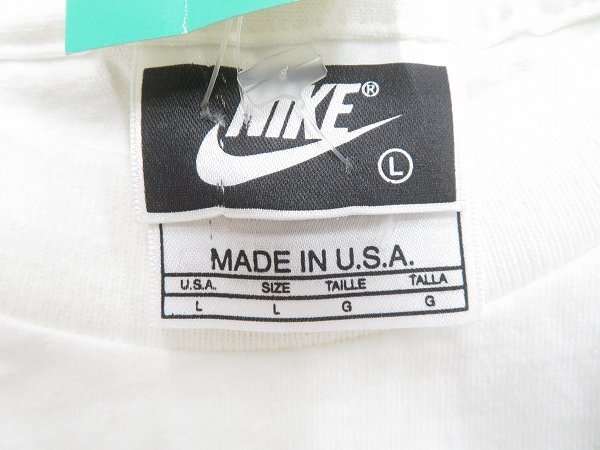 NIKE®
L
MADE IN U.S.A.
U.S.A. SIZE TAILLE TALLA
L L G G